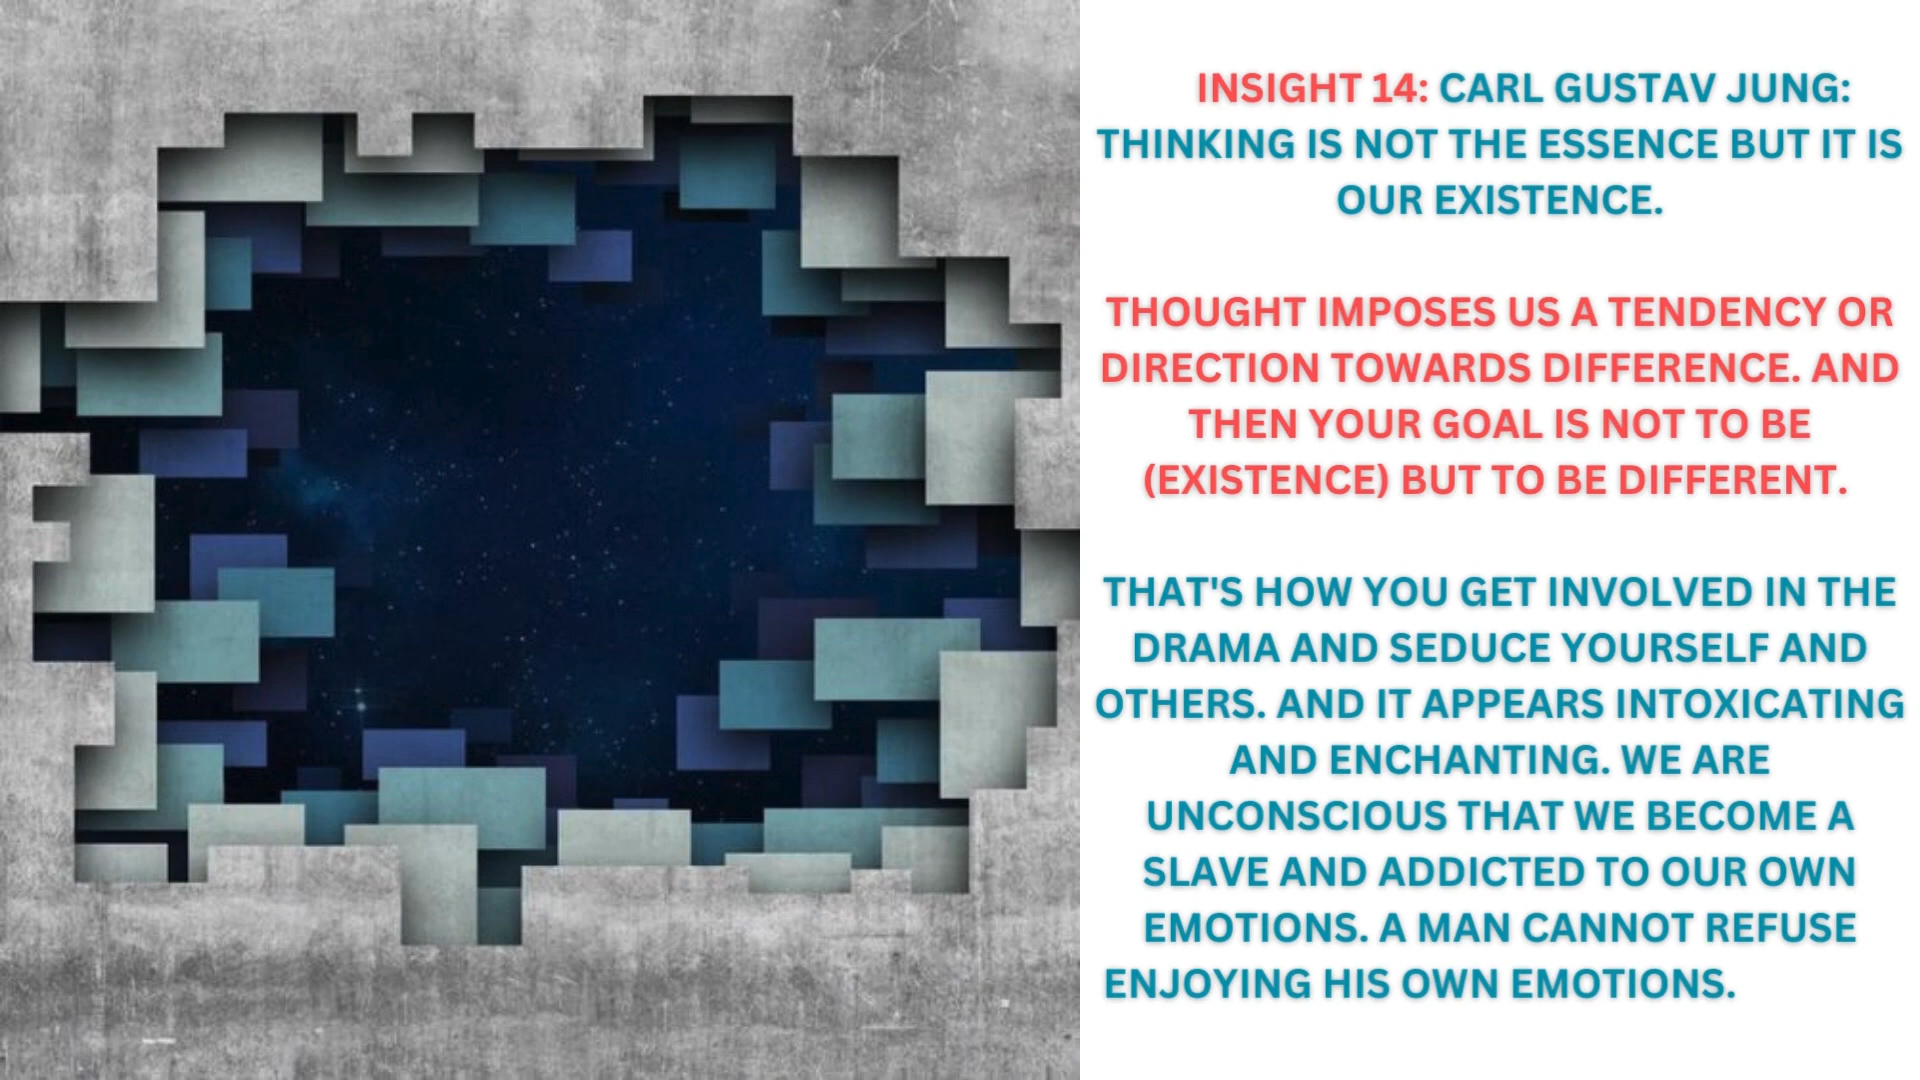 INSIGHT 14: CARL GUSTAV JUNG:
THINKING IS NOT THE ESSENCE BUT IT IS
OUR EXISTENCE.
THOUGHT IMPOSES US A TENDENCY OR
DIRECTION TOWARDS DIFFERENCE. AND
THEN YOUR GOAL IS NOT TO BE
(EXISTENCE) BUT TO BE DIFFERENT.
THAT'S HOW YOU GET INVOLVED IN THE
DRAMA AND SEDUCE YOURSELF AND
OTHERS. AND IT APPEARS INTOXICATING
AND ENCHANTING. WE ARE
UNCONSCIOUS THAT WE BECOME A
SLAVE AND ADDICTED TO OUR OWN
EMOTIONS. A MAN CANNOT REFUSE
ENJOYING HIS OWN EMOTIONS.